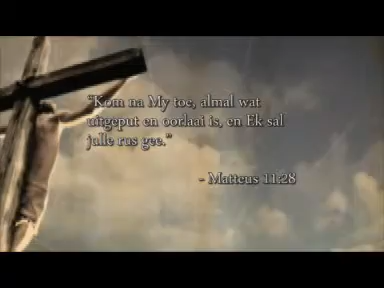 "Kom na My toe, almal wat
uitgeput en oorlaai is, en Ek sal
julle rus gee."
- Matteus 11:28